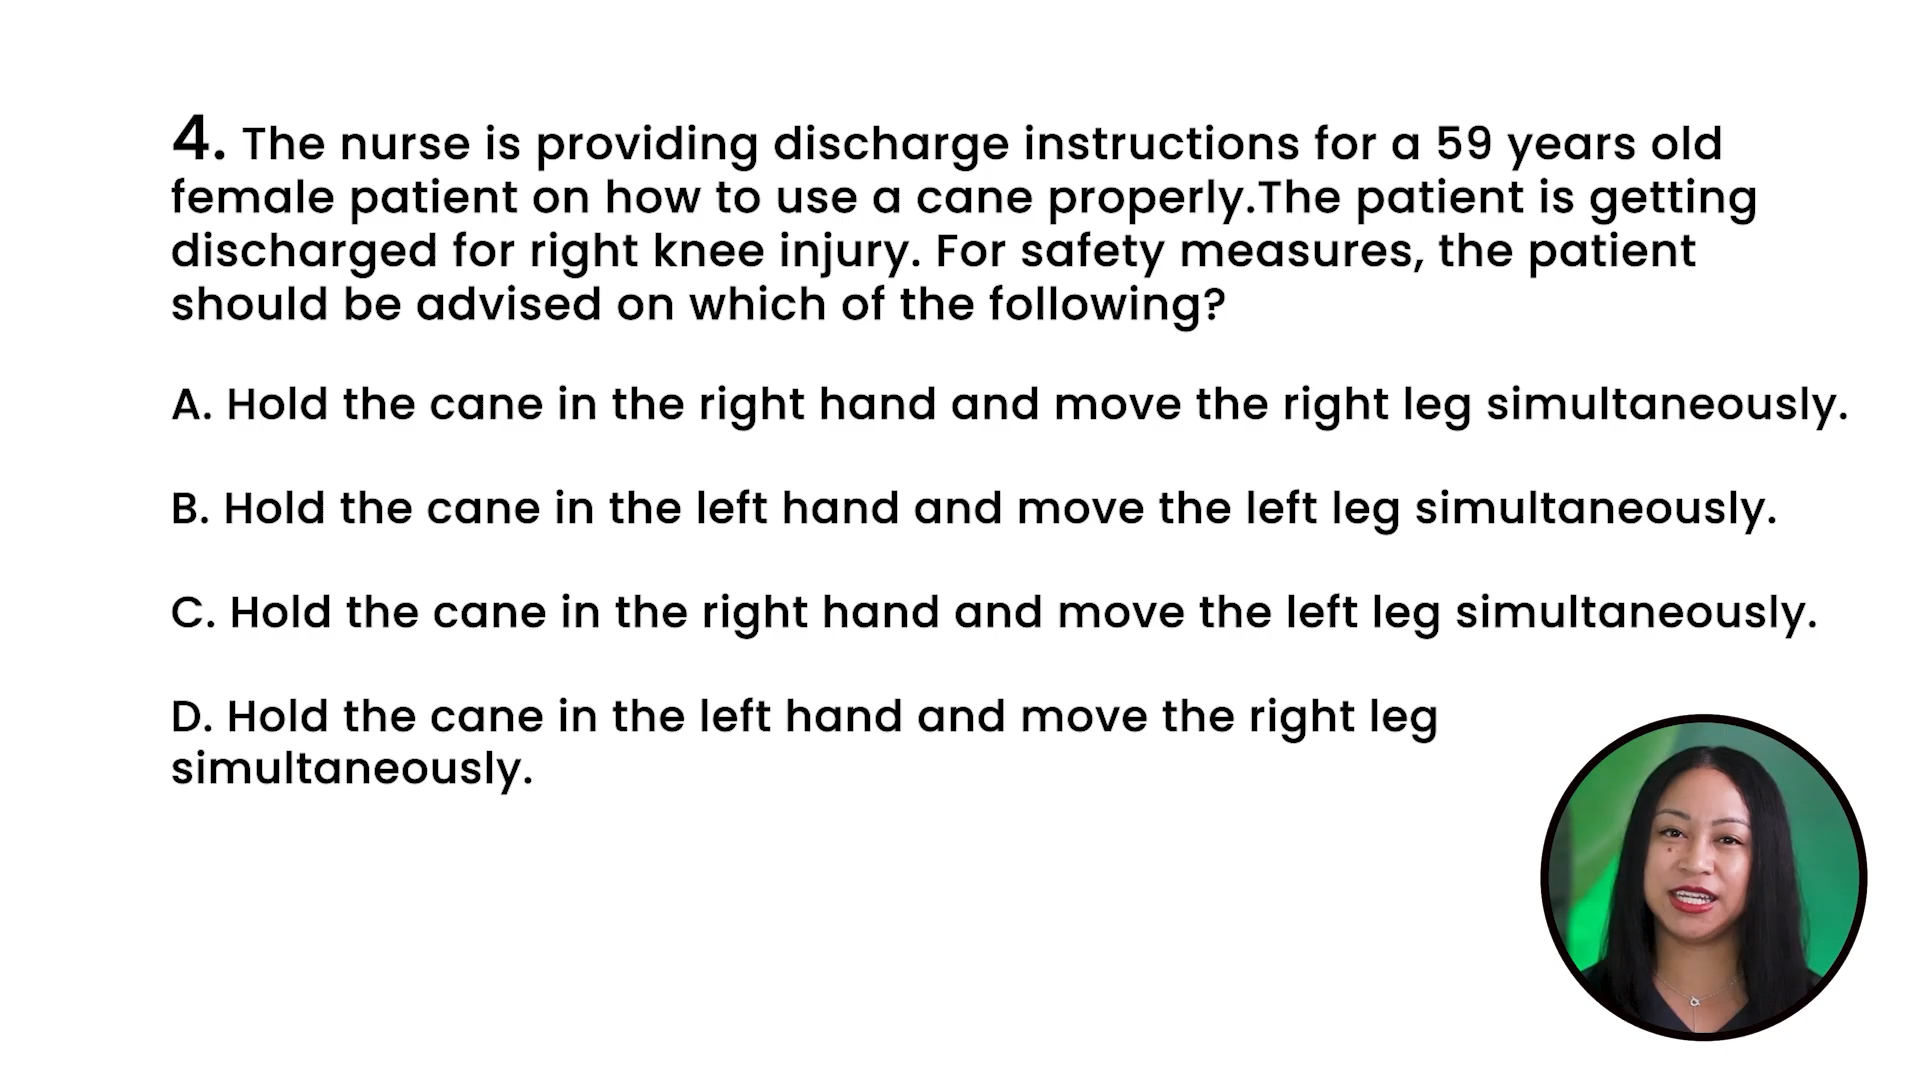 4. The nurse is providing discharge instructions for a 59 years old
female patient on how to use a cane properly.The patient is getting
discharged for right knee injury. For safety measures, the patient
should be advised on which of the following?
A. Hold the cane in the right hand and move the right leg simultaneously.
B. Hold the cane in the left hand and move the left leg simultaneously.
C. Hold the cane in the right hand and move the left leg simultaneously.
D. Hold the cane in the left hand and move the right leg
simultaneously.